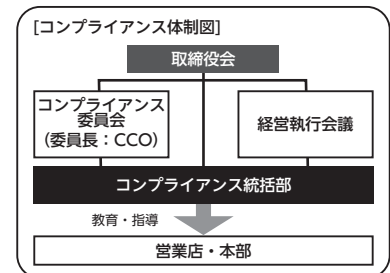 [コンプライアンス体制図]
取締役会
コンプライアンス
委員会
(委員長：CCO)
経営執行会議
コンプライアンス統括部
教育・指導
営業店・本部